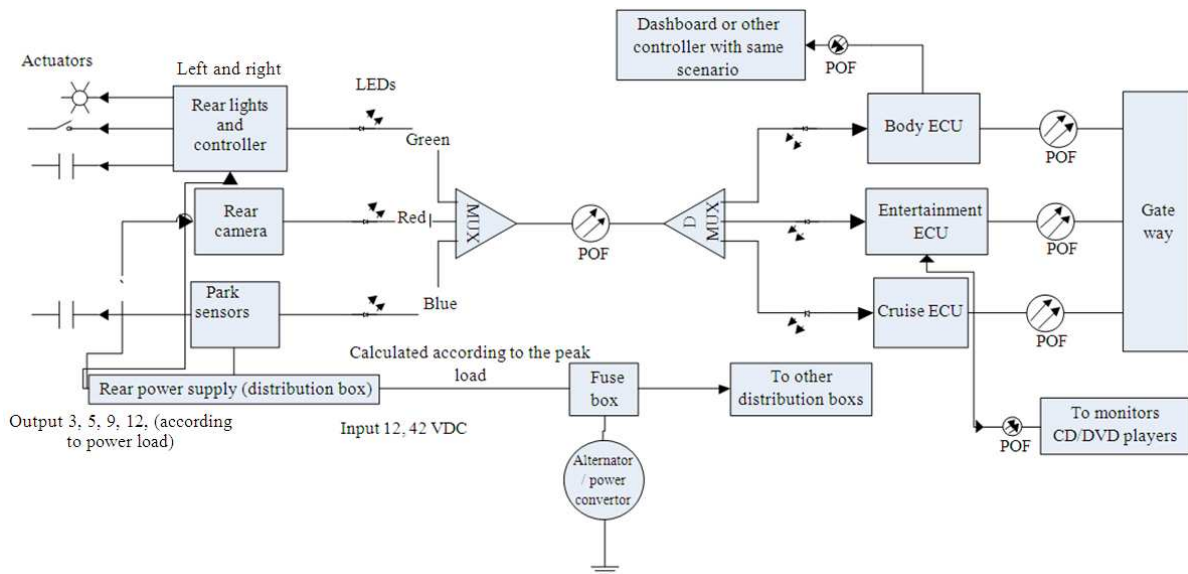 Dashboard or other
controller with same
scenario
POF
Actuators
Left and right
LEDs
Rear lights
and
controller
Green
Body ECU
POF
Rear
camera
Red
MUX
POF
D
MUX
Entertainment
ECU
POF
Gate
way
Park
sensors
Blue
Cruise ECU
POF
Calculated according to the peak
load
Rear power supply (distribution box)
Fuse
box
To other
distribution boxs
Output 3, 5, 9, 12, (according
to power load)
Input 12, 42 VDC
POF
To monitors
CD/DVD players
Alternator
/ power
convertor